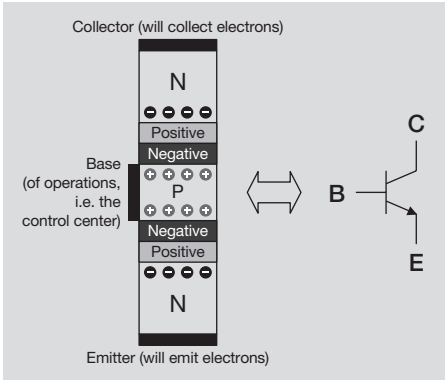 Collector (will collect electrons)
N
Positive
Negative
Base
(of operations,
i.e. the
control center)
P
Negative
Positive
N
Emitter (will emit electrons)
C
B
E